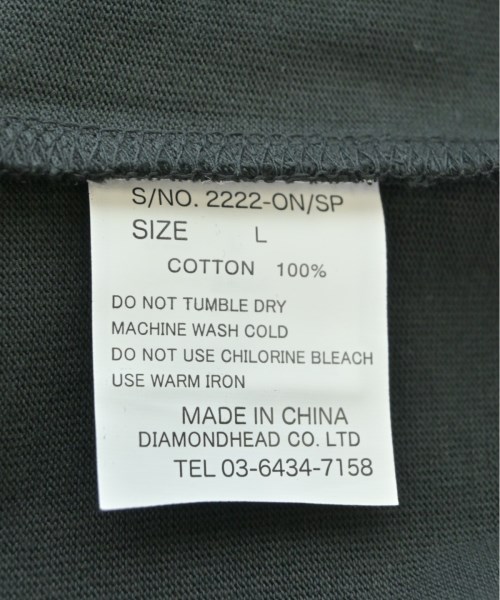 S/NO. 2222-ON/SP
SIZE L
COTTON 100%
DO NOT TUMBLE DRY
MACHINE WASH COLD
DO NOT USE CHILORINE BLEACH
USE WARM IRON
MADE IN CHINA
DIAMONDHEAD CO. LTD
TEL 03-6434-7158